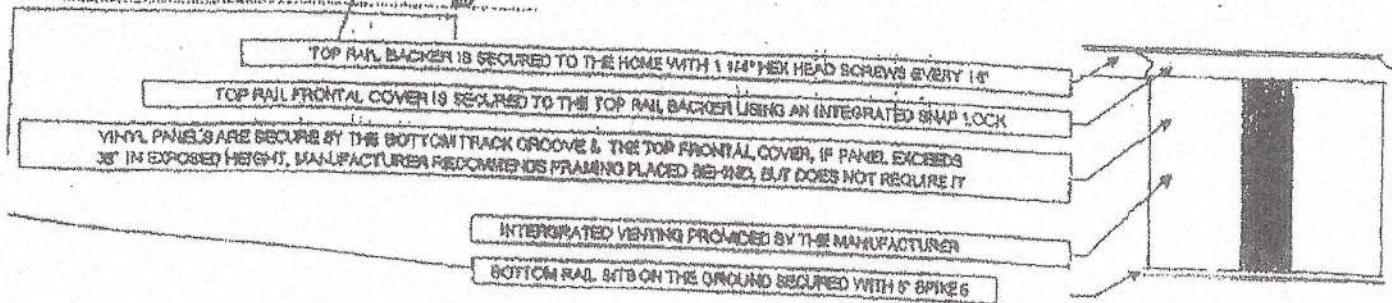 TOP RAIL BACKER IS SECURED TO THE HOME WITH 1 1/4" HEX HEAD SCREWS EVERY 16"
TOP RAIL FRONTAL COVER IS SECURED TO THE TOP RAIL BACKER USING AN INTEGRATED SNAP LOCK
VINYL PANELS ARE SECURE BY THE BOTTOM TRACK GROOVE & THE TOP FRONTAL COVER, IF PANEL EXCEEDS
IN EXPOSED HEIGHT, MANUFACTURER RECOMMENDS FRAMING PLACED BEHIND, BUT DOES NOT REQUIRE IT
INTERGRATED VENTING PROVIDED BY THE MANUFACTURER
BOTTOM RAIL SITS ON THE GROUND SECURED WITH SPIKES